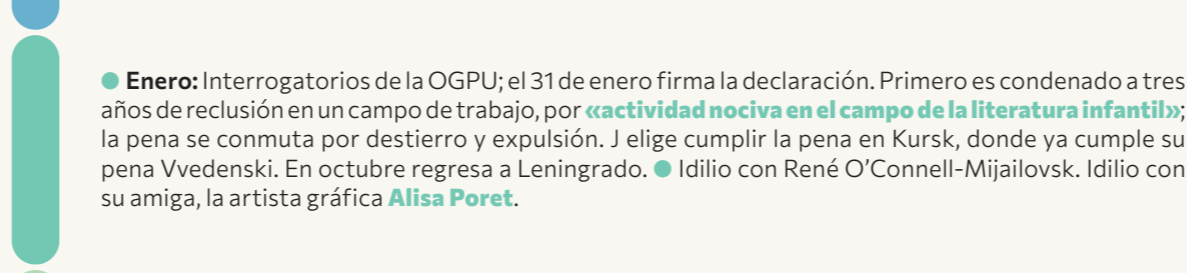 ● Enero: Interrogatorios de la OGPU; el 31 de enero firma la declaración. Primero es condenado a tres
años de reclusión en un campo de trabajo, por «actividad nociva en el campo de la literatura infantil»;
la pena se conmuta por destierro y expulsión. J elige cumplir la pena en Kursk, donde ya cumple su
pena Vvedenski. En octubre regresa a Leningrado. ● Idilio con René O’Connell-Mijailovsk. Idilio con
su amiga, la artista gráfica Alisa Poret.